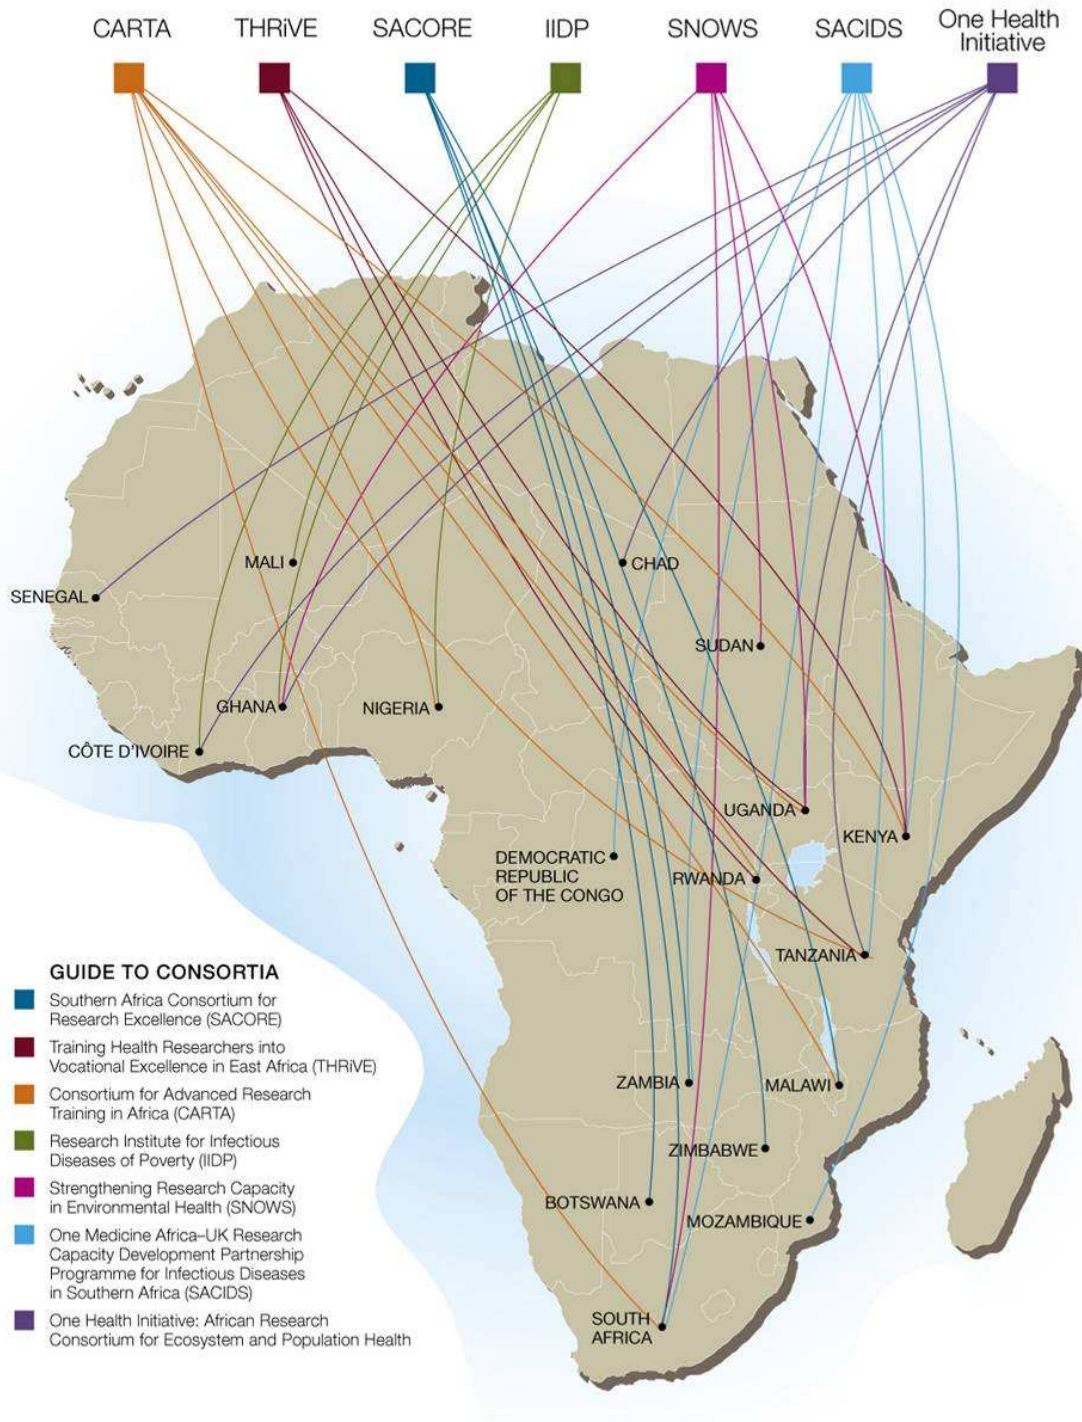 CARTA
THRiVE
SACORE
IIDP
SNOWS
SACIDS
One Health
Initiative
MALI
CHAD
SENEGAL
SUDAN
GHANA
NIGERIA
CÔTE D'IVOIRE
UGANDA
KENYA
DEMOCRATIC
REPUBLIC
OF THE CONGO
RWANDA
TANZANIA
ZAMBIA
MALAWI
ZIMBABWE
BOTSWANA
MOZAMBIQUE
SOUTH
AFRICA
GUIDE TO CONSORTIA
Southern Africa Consortium for
Research Excellence (SACORE)
Training Health Researchers into
Vocational Excellence in East Africa (THRiVE)
Consortium for Advanced Research
Training in Africa (CARTA)
Research Institute for Infectious
Diseases of Poverty (IIDP)
Strengthening Research Capacity
in Environmental Health (SNOWS)
One Medicine Africa–UK Research
Capacity Development Partnership
Programme for Infectious Diseases
in Southern Africa (SACIDS)
One Health Initiative: African Research
Consortium for Ecosystem and Population Health